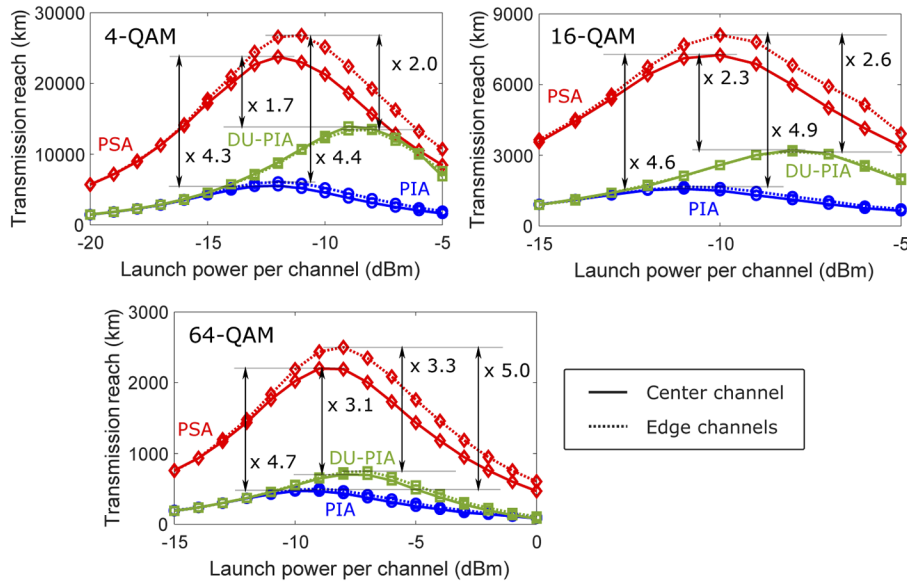 4-QAM
Transmission reach (km)
30000
20000
10000
0
-20
-15
-10
-5
Launch power per channel (dBm)
PSA
DU-PIA
PIA
x 2.0
x 1.7
x 4.3
x 4.4
16-QAM
Transmission reach (km)
9000
6000
3000
0
-15
-10
-5
Launch power per channel (dBm)
PSA
DU-PIA
PIA
x 2.6
x 2.3
x 4.9
x 4.6
64-QAM
Transmission reach (km)
3000
2000
1000
0
-15
-10
-5
0
Launch power per channel (dBm)
PSA
DU-PIA
PIA
x 3.3
x 5.0
x 3.1
x 4.7
Center channel
Edge channels